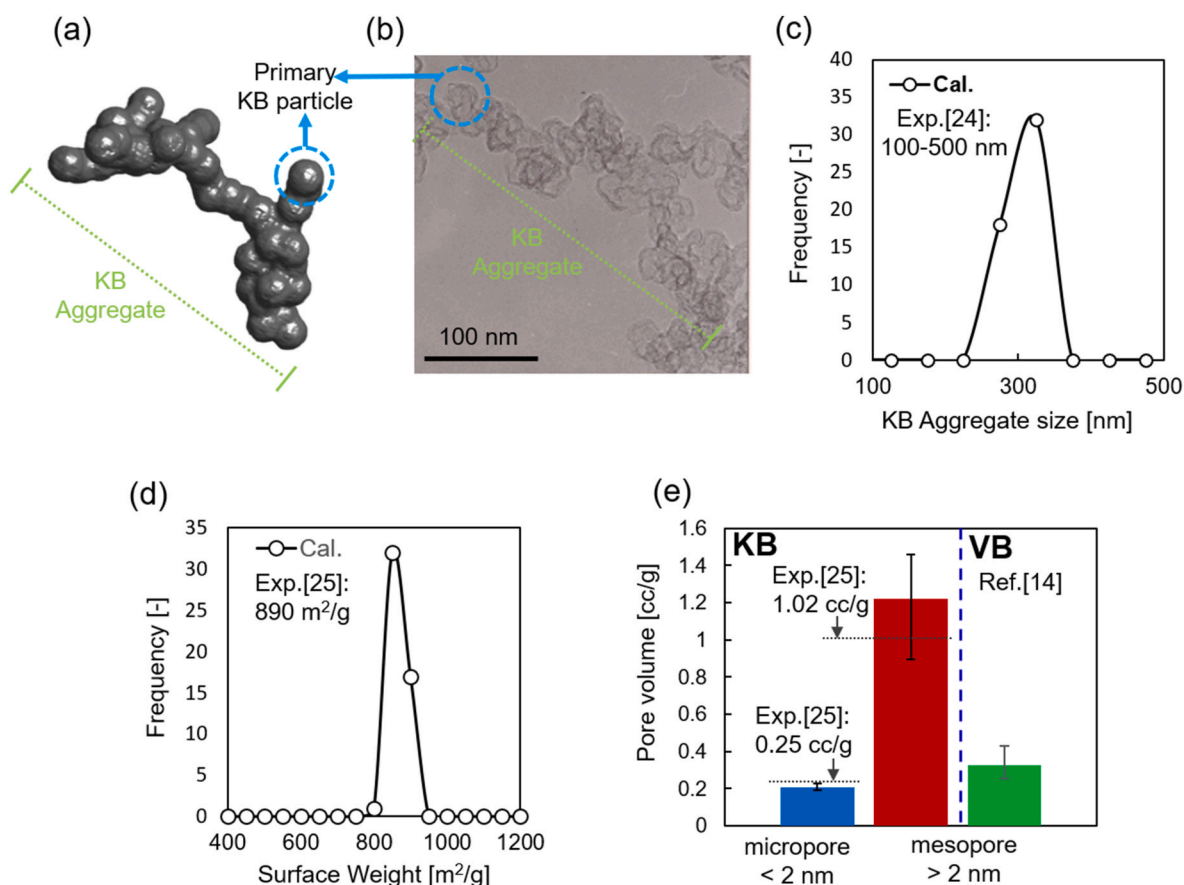 (a)
Primary
KB particle
KB
Aggregate
(b)
KB
Aggregate
100 nm
(c)
40
35
30
25
20
15
10
5
0
Frequency [-]
Cal.
Exp.[24]:
100-500 nm
100 300 500
KB Aggregate size [nm]
(d)
35
30
25
20
15
10
5
0
Frequency [-]
Cal.
Exp.[25]:
890 m²/g
400 600 800 1000 1200
Surface Weight [m²/g]
(e)
1.6
1.4
1.2
1
0.8
0.6
0.4
0.2
0
Pore volume [cc/g]
KB
Exp.[25]:
1.02 cc/g
Exp.[25]:
0.25 cc/g
VB
Ref.[14]
micropore
< 2 nm
mesopore
> 2 nm